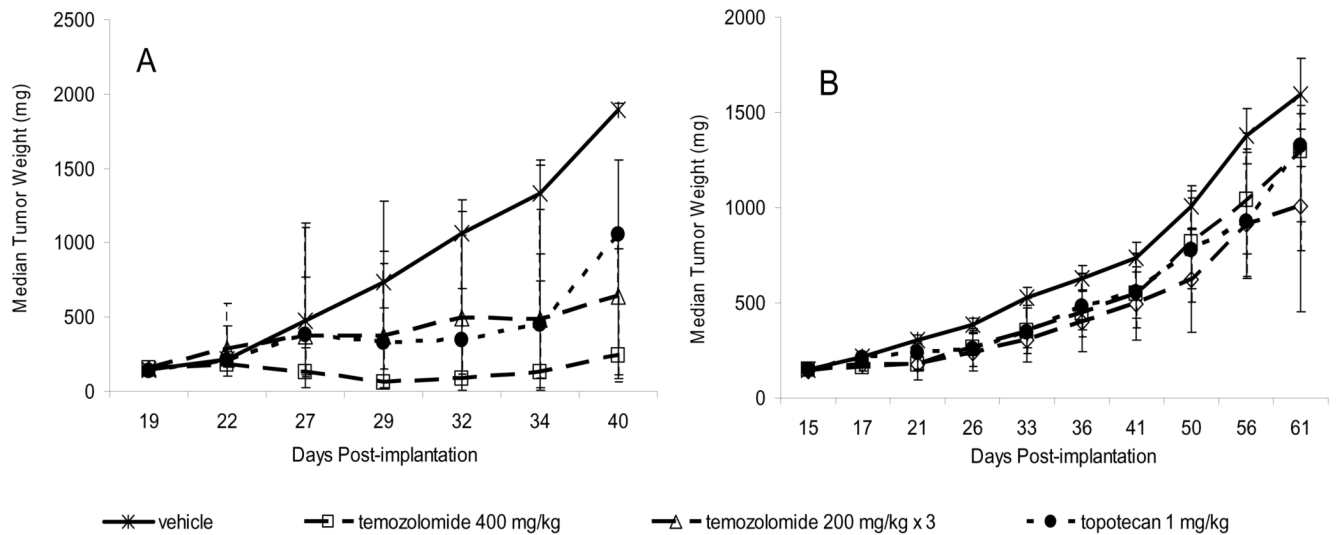 A
Median Tumor Weight (mg)
2500
2000
1500
1000
500
0
19 22 27 29 32 34 40
Days Post-implantation
B
Median Tumor Weight (mg)
2000
1500
1000
500
0
15 17 21 26 33 36 41 50 56 61
Days Post-implantation
vehicle
temozolomide 400 mg/kg
temozolomide 200 mg/kg x 3
topotecan 1 mg/kg